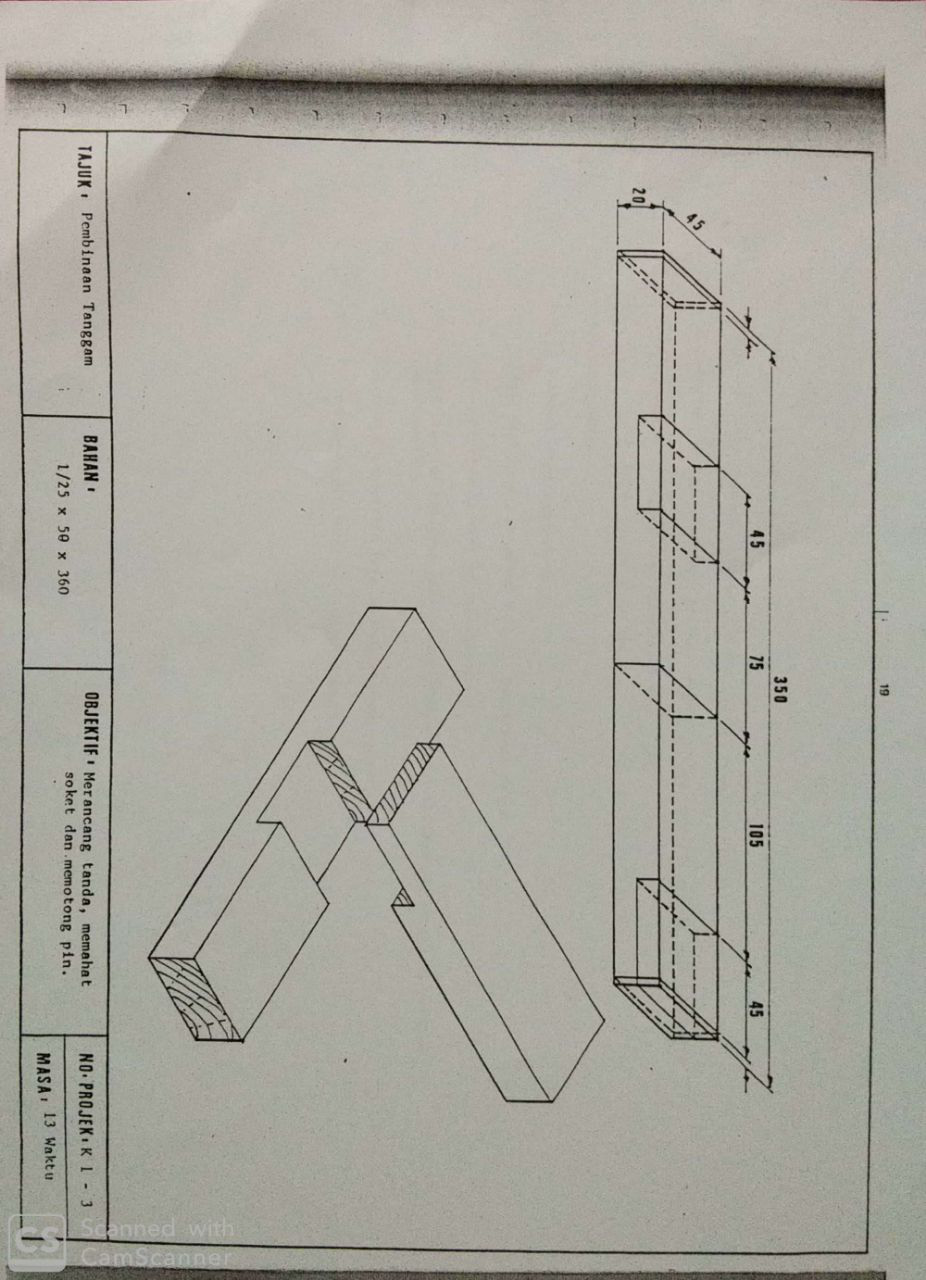 19
350
45
75
105
45
45
20
TAJUK : Pembinaan Tanggam
BAHAN :
1/25 x 50 x 360
OBJEKTIF : Merancang tanda, memahat
soket dan memotong pin.
NO. PROJEK : K 1 - 3
MASA : 13 Waktu
CS
Scanned with
CamScanner